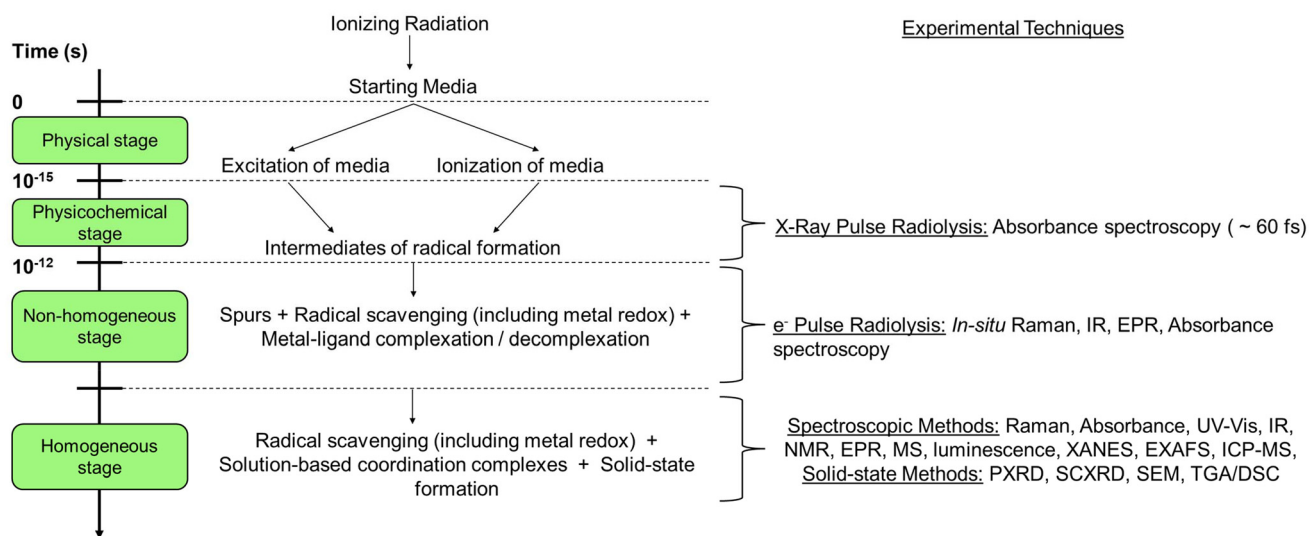 Ionizing Radiation
Experimental Techniques
Time (s)
Starting Media
0
Physical stage
Excitation of media
Ionization of media
10⁻¹⁵
Physicochemical
stage
X-Ray Pulse Radiolysis: Absorbance spectroscopy ( ~ 60 fs)
Intermediates of radical formation
10⁻¹²
Non-homogeneous
stage
Spurs + Radical scavenging (including metal redox) +
Metal-ligand complexation / decomplexation
e⁻ Pulse Radiolysis: In-situ Raman, IR, EPR, Absorbance
spectroscopy
Homogeneous
stage
Radical scavenging (including metal redox) +
Solution-based coordination complexes + Solid-state
formation
Spectroscopic Methods: Raman, Absorbance, UV-Vis, IR,
NMR, EPR, MS, luminescence, XANES, EXAFS, ICP-MS,
Solid-state Methods: PXRD, SCXRD, SEM, TGA/DSC